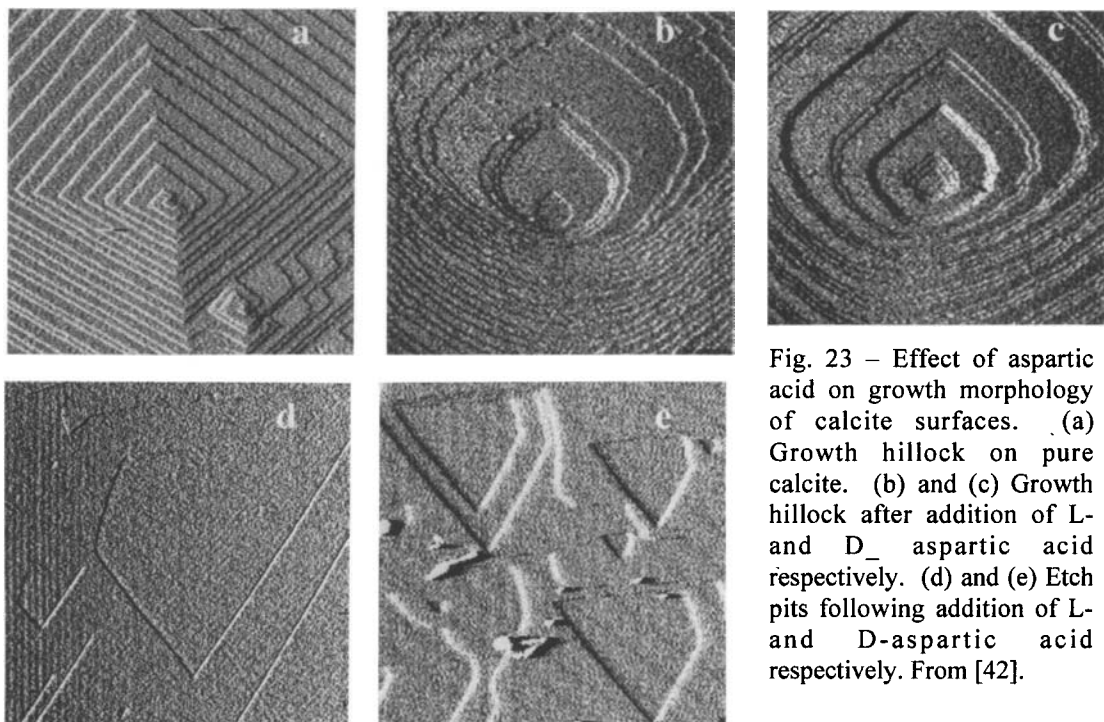 a
b
c
d
e
Fig. 23 – Effect of aspartic
acid on growth morphology
of calcite surfaces. (a)
Growth hillock on pure
calcite. (b) and (c) Growth
hillock after addition of L-
and D_ aspartic acid
respectively. (d) and (e) Etch
pits following addition of L-
and D-aspartic acid
respectively. From [42].